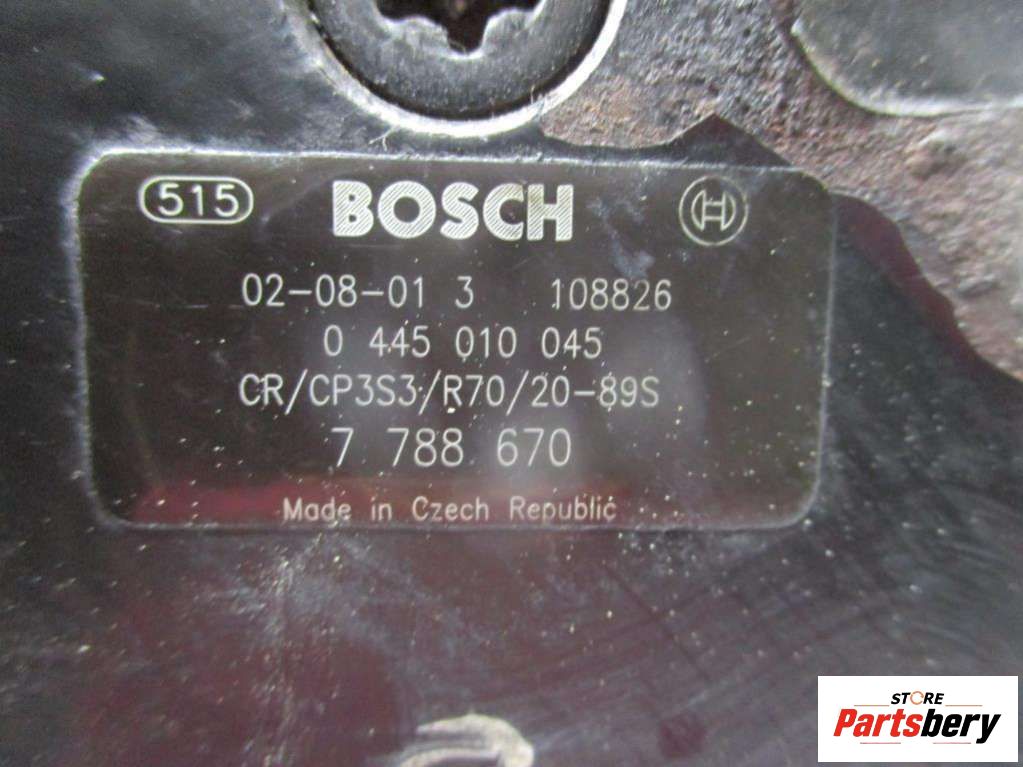 515 BOSCH
02-08-01 3 108826
0 445 010 045
CR/CP3S3/R70/20-89S
7 788 670
Made in Czech Republic
STORE
Partsbery